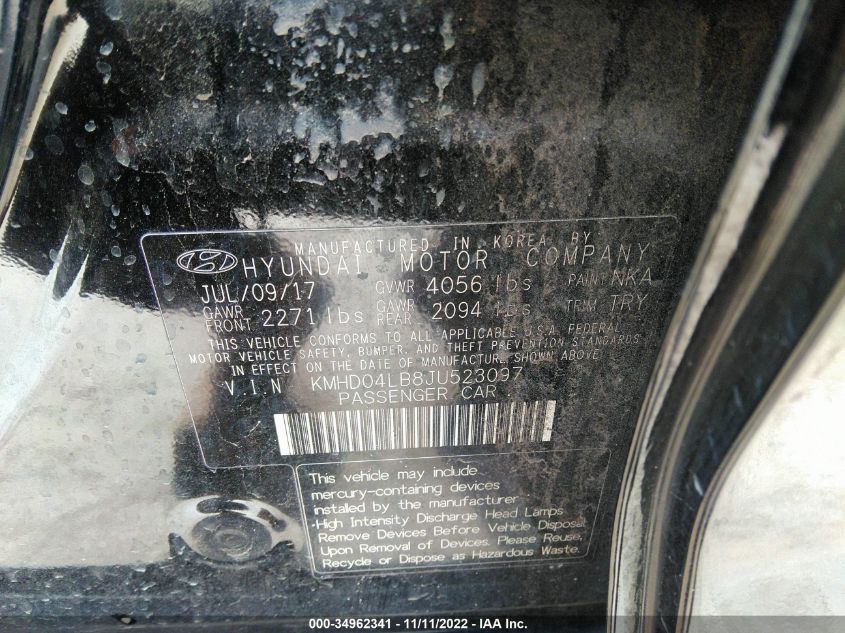 MANUFACTURED IN KOREA BY
HYUNDAI MOTOR COMPANY
JUL/09/17 GVWR 4056 lbs PAINT NKA
GAWR FRONT 2271 lbs GAWR REAR 2094 lbs TRIM TRY
THIS VEHICLE CONFORMS TO ALL APPLICABLE U.S.A. FEDERAL
MOTOR VEHICLE SAFETY, BUMPER, AND THEFT PREVENTION STANDARDS
IN EFFECT ON THE DATE OF MANUFACTURE SHOWN ABOVE.
V.I.N KMHD04LB8JU523097
PASSENGER CAR
This vehicle may include
mercury-containing devices
installed by the manufacturer
-High Intensity Discharge Head Lamps
Remove Devices Before Vehicle Disposal
Upon Removal of Devices. Please Reuse,
Recycle or Dispose as Hazardous Waste.
000-34962341 - 11/11/2022 - IAA Inc.